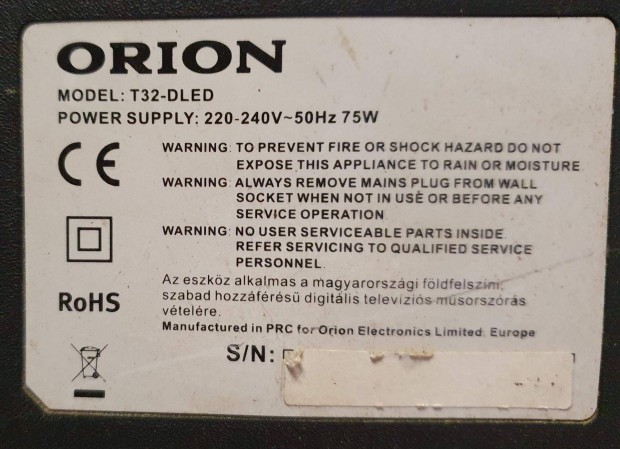 ORION
MODEL: T32-DLED
POWER SUPPLY: 220-240V~50Hz 75W
CE
WARNING: TO PREVENT FIRE OR SHOCK HAZARD DO NOT
EXPOSE THIS APPLIANCE TO RAIN OR MOISTURE
WARNING: ALWAYS REMOVE MAINS PLUG FROM WALL
SOCKET WHEN NOT IN USE OR BEFORE ANY
SERVICE OPERATION
WARNING: NO USER SERVICEABLE PARTS INSIDE
REFER SERVICING TO QUALIFIED SERVICE
PERSONNEL.
RoHS
Az eszköz alkalmas a magyarországi földfelszíni,
szabad hozzáférésű digitális televíziós műsorszórás
vételére.
Manufactured in PRC for Orion Electronics Limited. Europe
S/N: